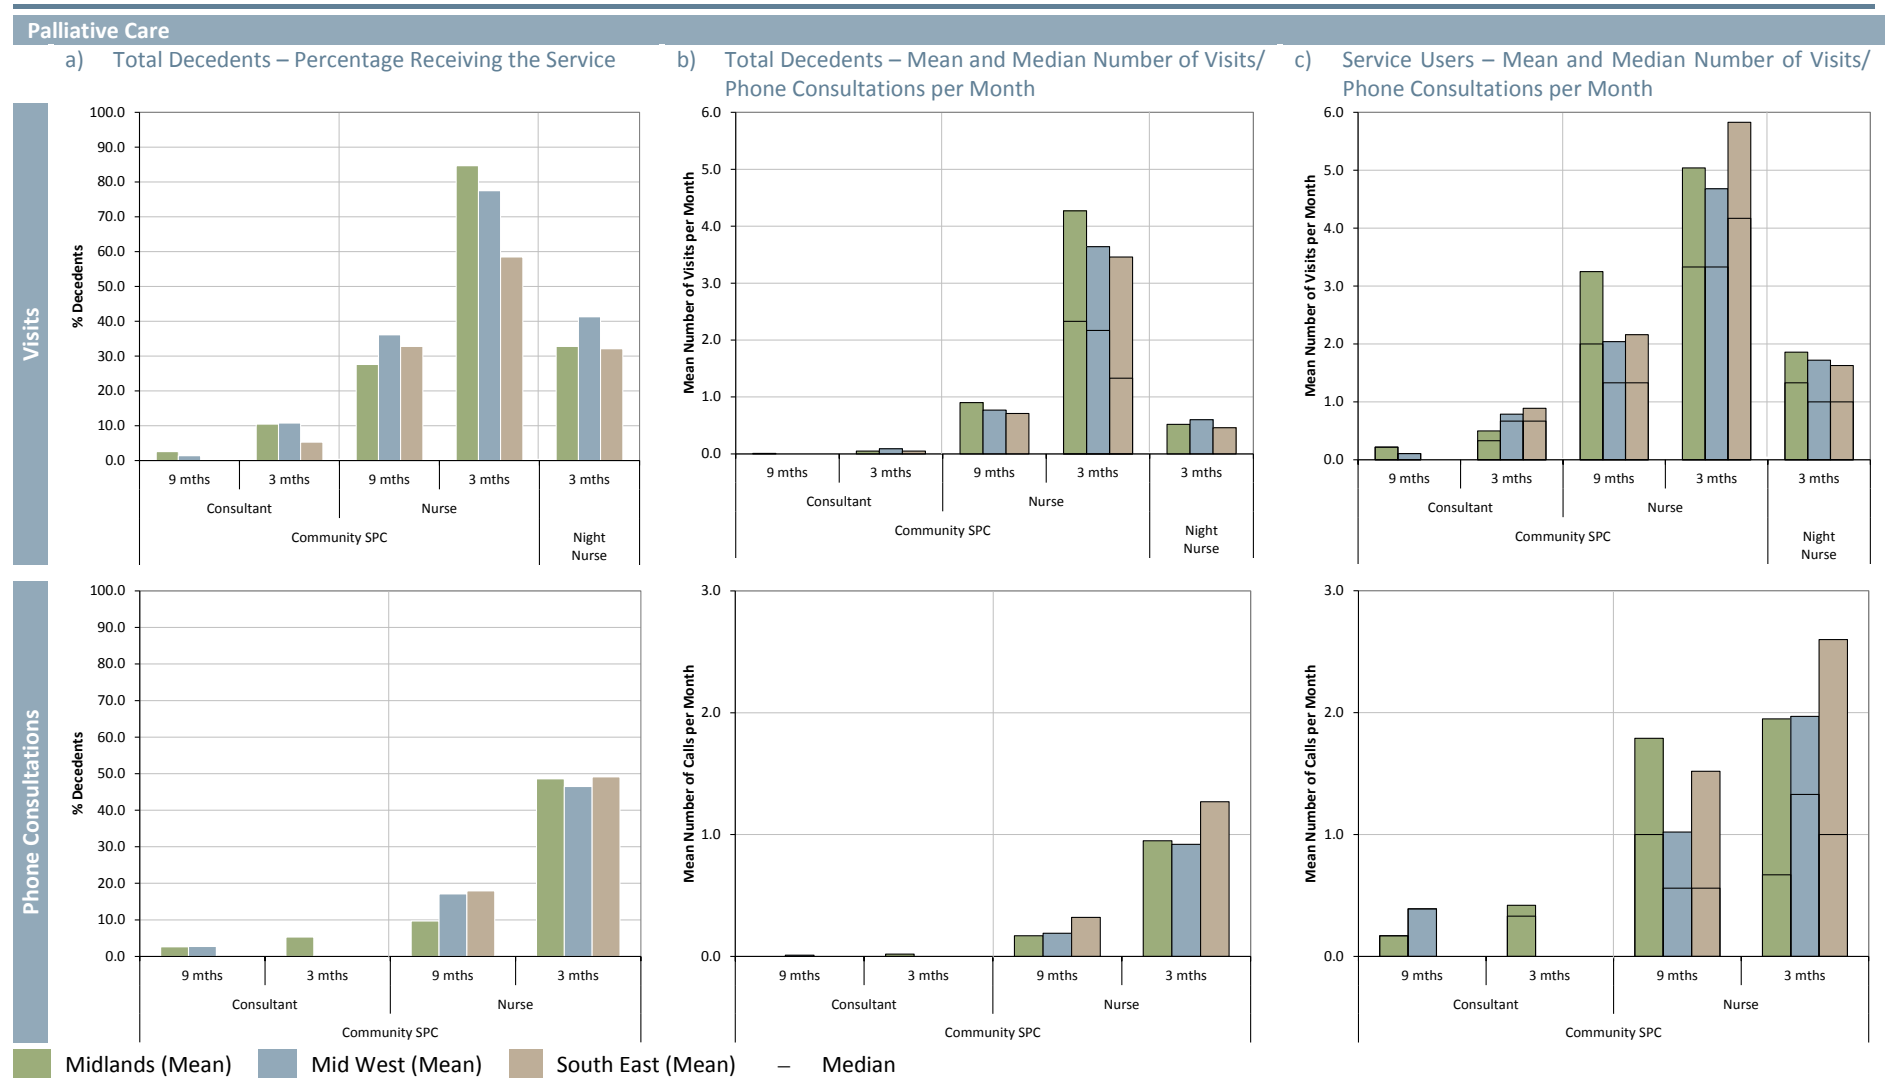 Palliative Care
a) Total Decedents – Percentage Receiving the Service
b) Total Decedents – Mean and Median Number of Visits/
Phone Consultations per Month
c) Service Users – Mean and Median Number of Visits/
Phone Consultations per Month
Visits
% Decedents
100.0
90.0
80.0
70.0
60.0
50.0
40.0
30.0
20.0
10.0
0.0
9 mths 3 mths 9 mths 3 mths 3 mths
Consultant Nurse
Community SPC Night
Nurse
Mean Number of Visits per Month
6.0
5.0
4.0
3.0
2.0
1.0
0.0
9 mths 3 mths 9 mths 3 mths 3 mths
Consultant Nurse
Community SPC Night
Nurse
Mean Number of Visits per Month
6.0
5.0
4.0
3.0
2.0
1.0
0.0
9 mths 3 mths 9 mths 3 mths 3 mths
Consultant Nurse
Community SPC Night
Nurse
Phone Consultations
% Decedents
100.0
90.0
80.0
70.0
60.0
50.0
40.0
30.0
20.0
10.0
0.0
9 mths 3 mths 9 mths 3 mths
Consultant Nurse
Community SPC
Mean Number of Calls per Month
3.0
2.0
1.0
0.0
9 mths 3 mths 9 mths 3 mths
Consultant Nurse
Community SPC
Mean Number of Calls per Month
3.0
2.0
1.0
0.0
9 mths 3 mths 9 mths 3 mths
Consultant Nurse
Community SPC
Midlands (Mean) Mid West (Mean) South East (Mean) – Median